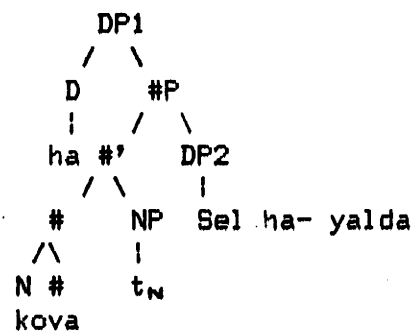 DP1
D #P
ha #' DP2
# NP Sel ha- yalda
N # t_N
kova